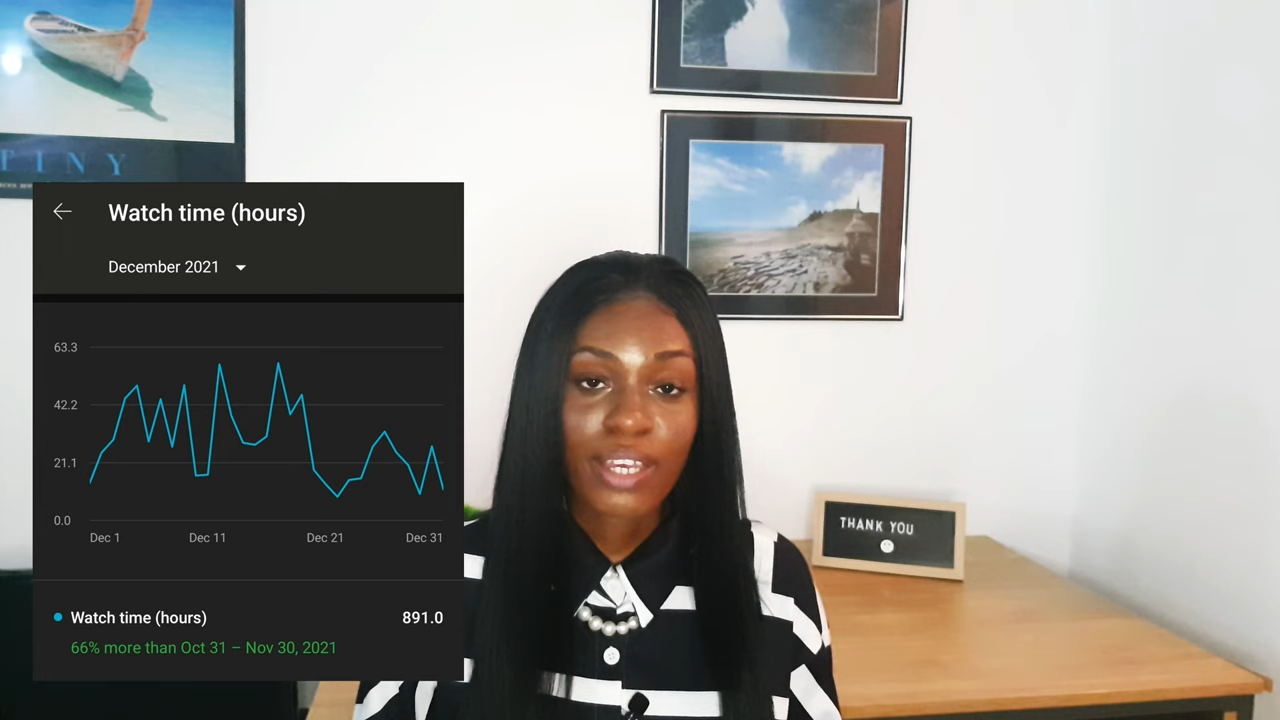 TINY
Watch time (hours)
December 2021
63.3
42.2
21.1
0.0
Dec 1
Dec 11
Dec 21
Dec 31
Watch time (hours)
891.0
66% more than Oct 31 – Nov 30, 2021
THANK YOU